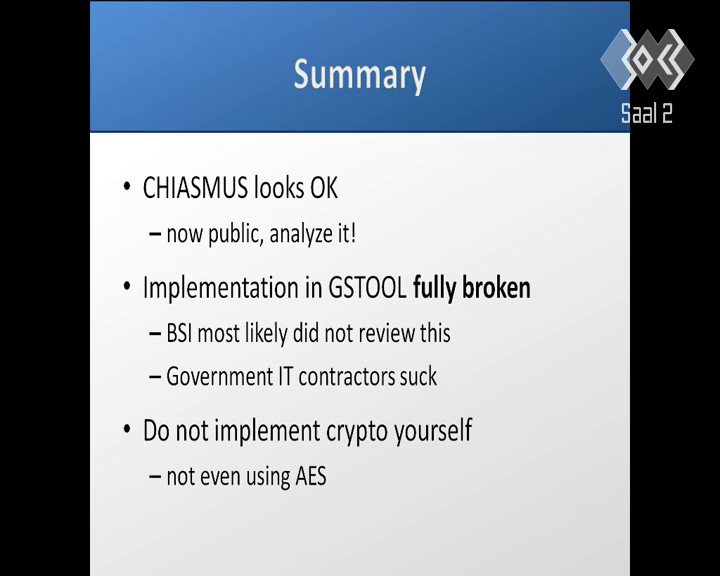 Summary
Saal 2
• CHIASMUS looks OK
– now public, analyze it!
• Implementation in GSTOOL fully broken
– BSI most likely did not review this
– Government IT contractors suck
• Do not implement crypto yourself
– not even using AES